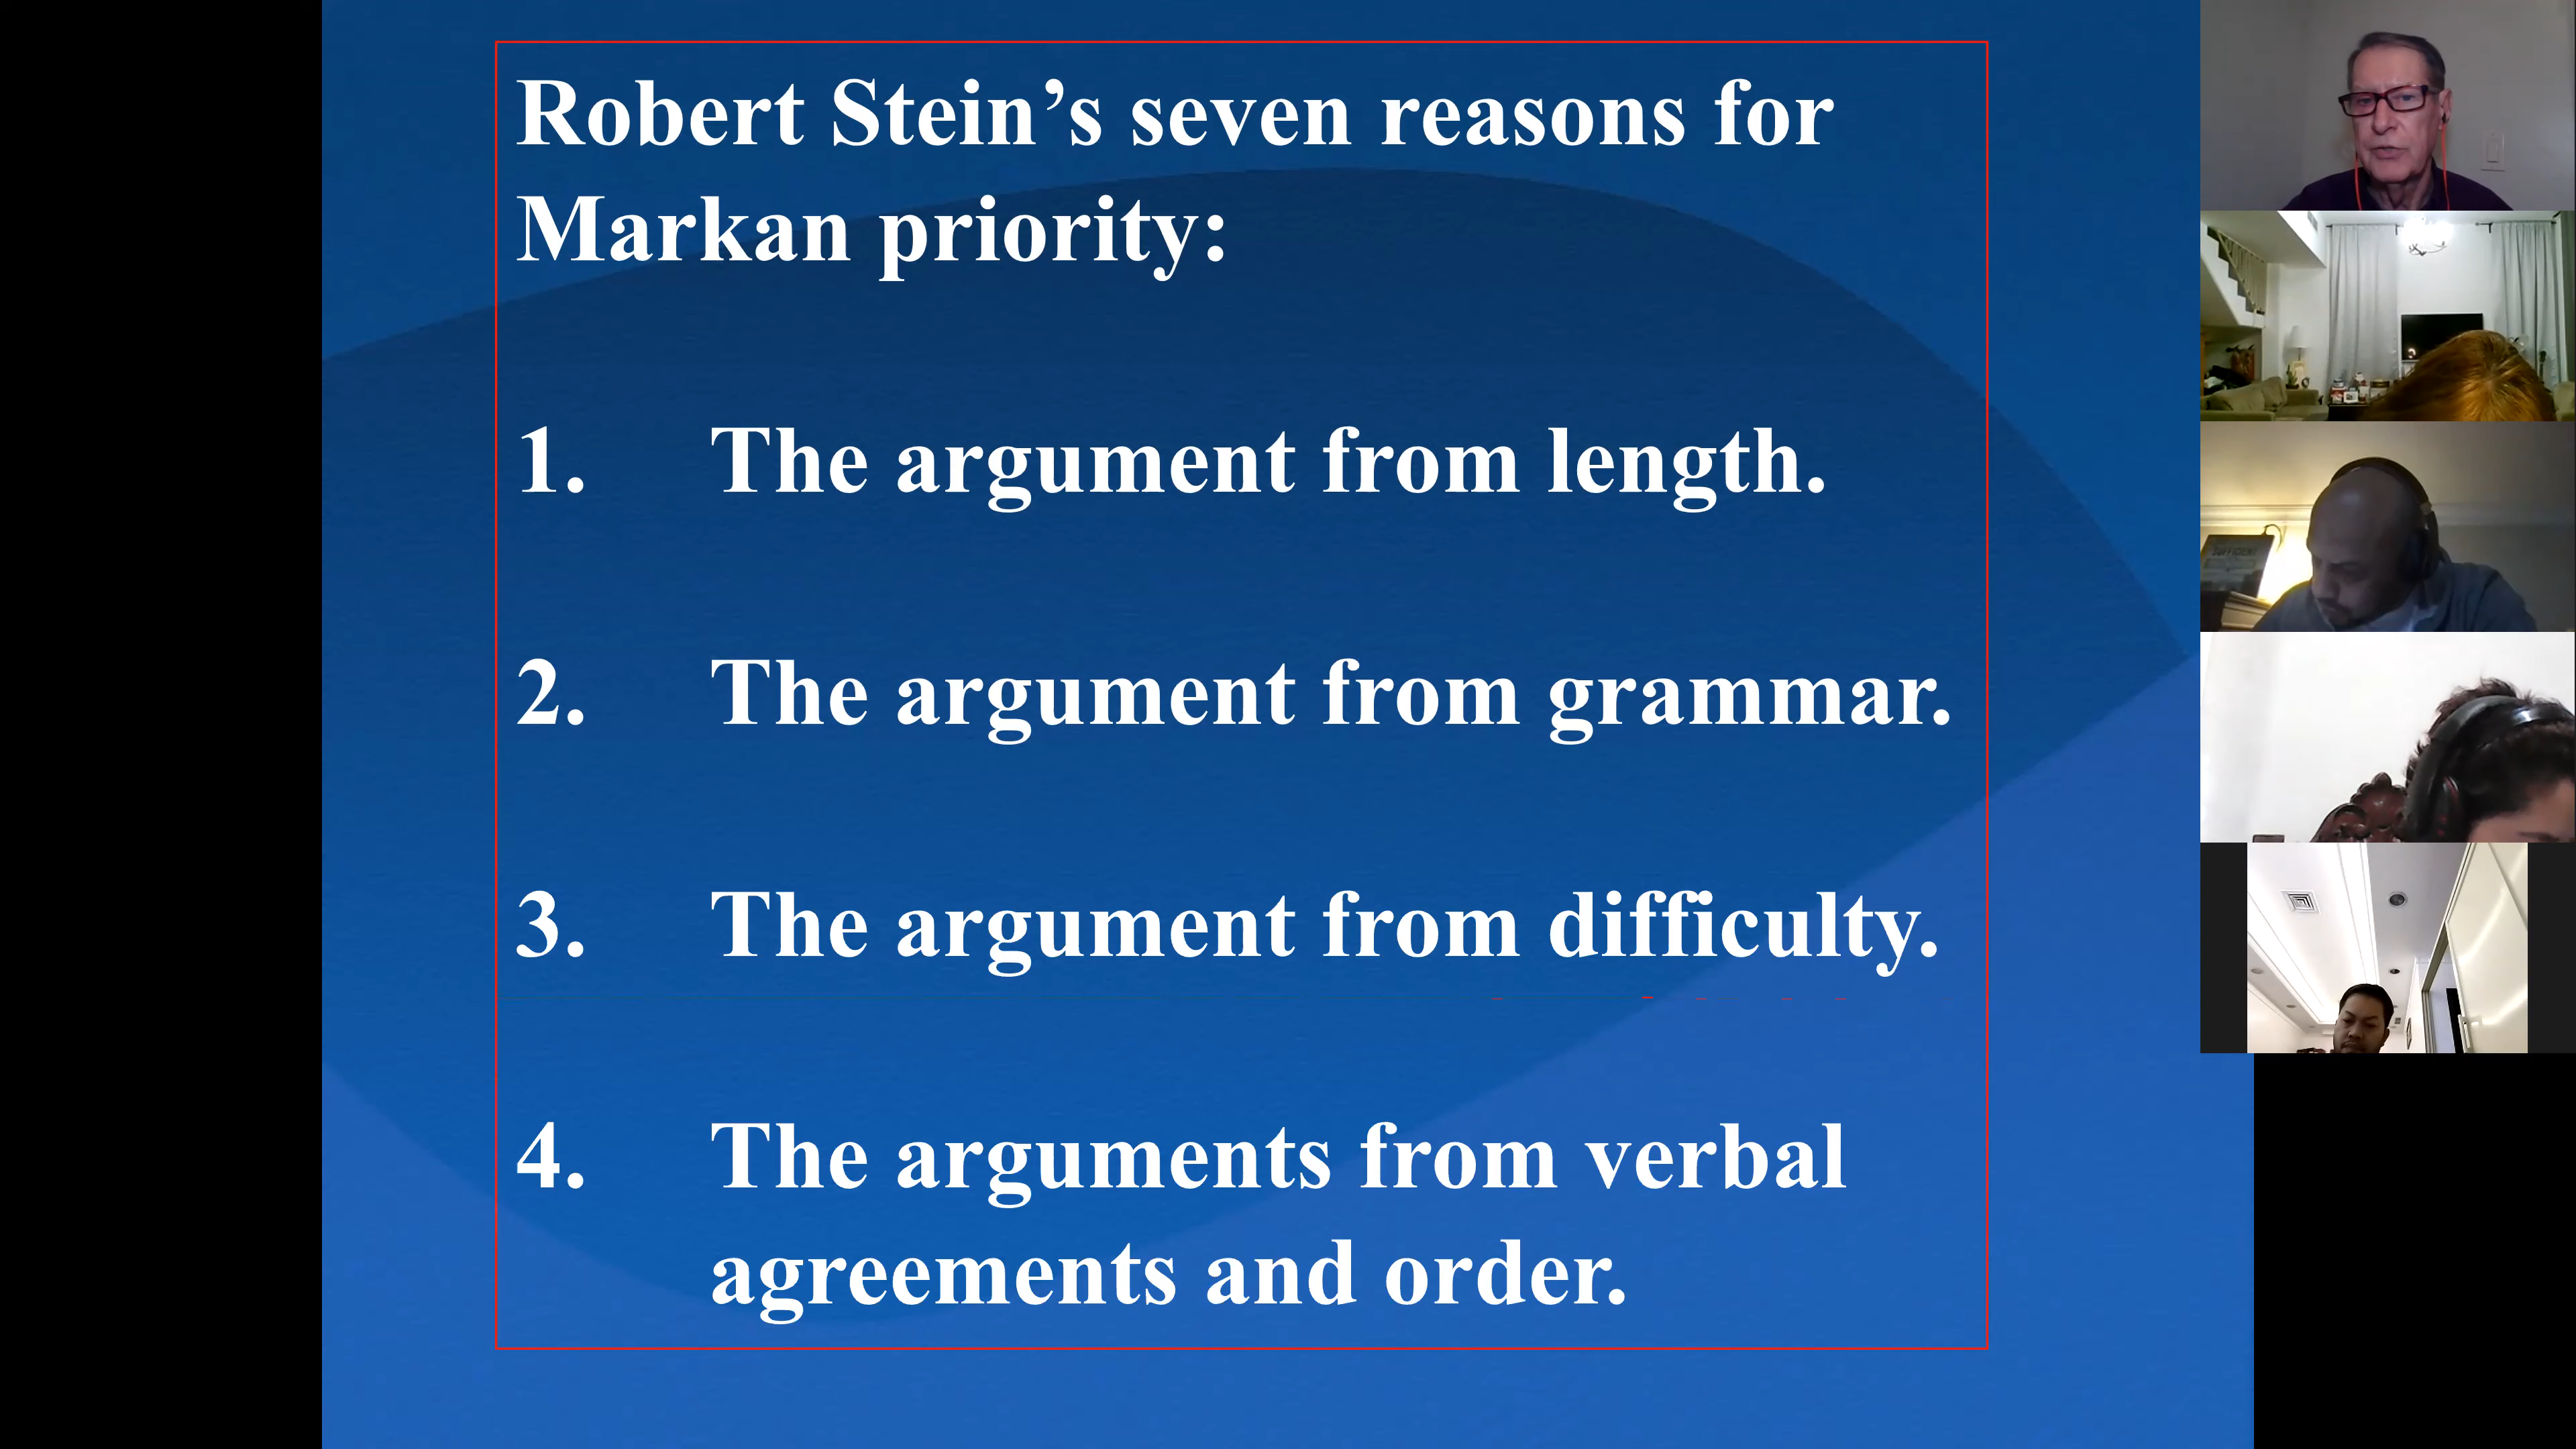 Robert Stein’s seven reasons for
Markan priority:
1. The argument from length.
2. The argument from grammar.
3. The argument from difficulty.
4. The arguments from verbal
agreements and order.